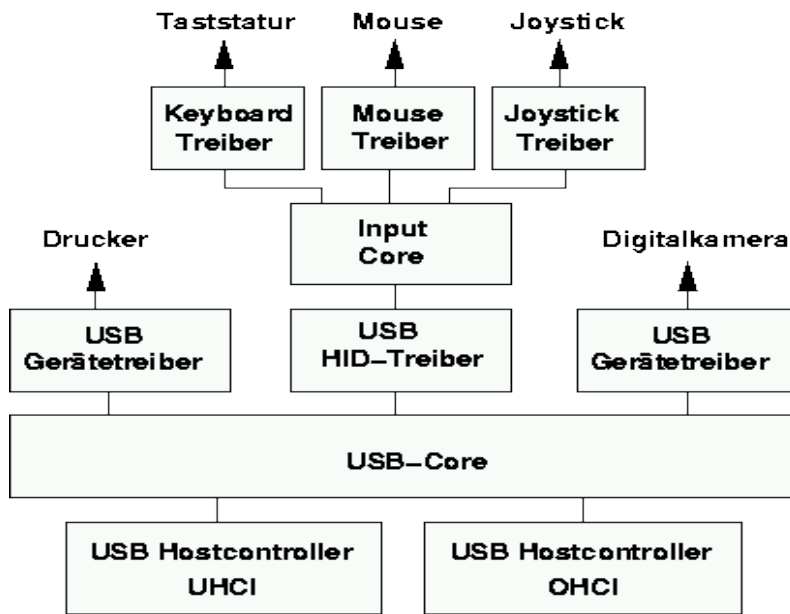 Taststatur Mouse Joystick
Keyboard Treiber
Mouse Treiber
Joystick Treiber
Input
Core
Drucker
Digitalkamera
USB
Gerätetreiber
USB
HID-Treiber
USB
Gerätetreiber
USB-Core
USB Hostcontroller
UHCI
USB Hostcontroller
OHCI